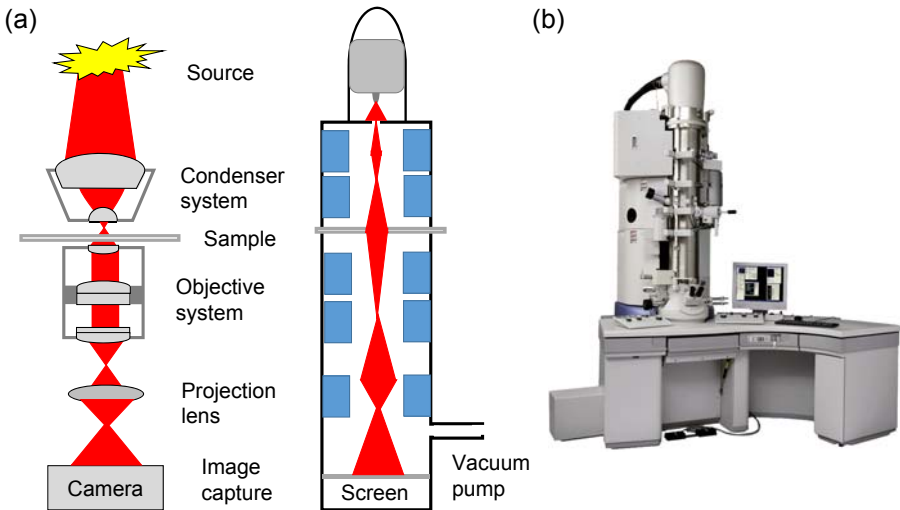 (a)
(b)
Source
Condenser
system
Sample
Objective
system
Projection
lens
Image
capture
Camera
Screen
Vacuum
pump